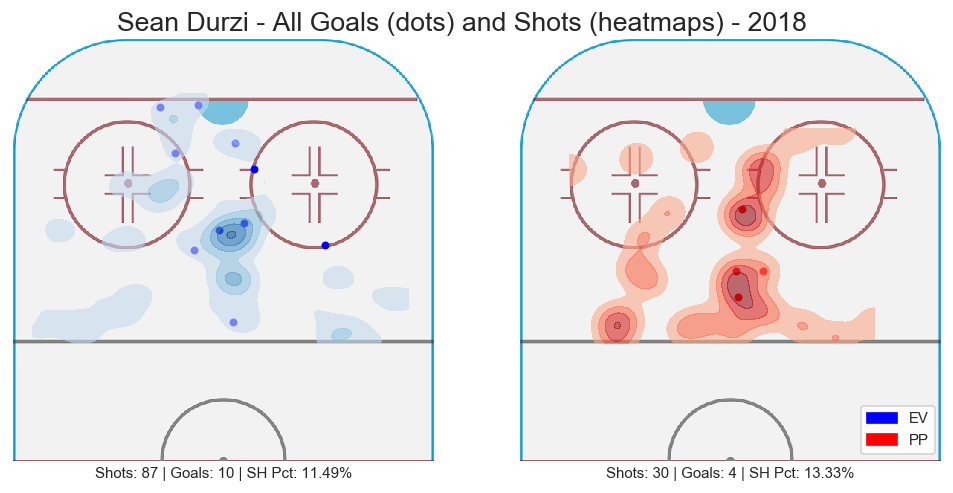 Sean Durzi - All Goals (dots) and Shots (heatmaps) - 2018
EV
PP
Shots: 87 | Goals: 10 | SH Pct: 11.49%
Shots: 30 | Goals: 4 | SH Pct: 13.33%